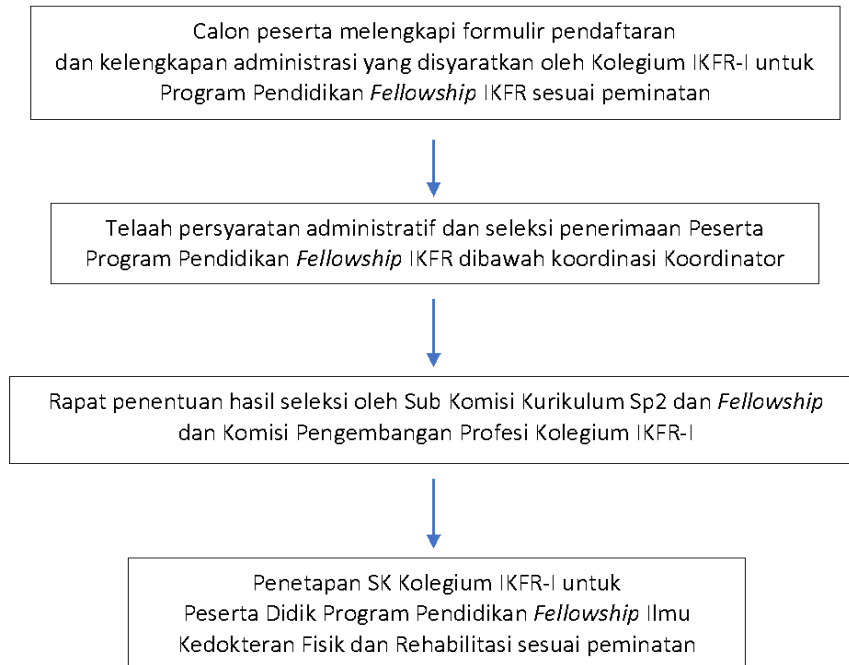 Calon peserta melengkapi formulir pendaftaran
dan kelengkapan administrasi yang disyaratkan oleh Kolegium IKFR-I untuk
Program Pendidikan Fellowship IKFR sesuai peminatan
Telaah persyaratan administratif dan seleksi penerimaan Peserta
Program Pendidikan Fellowship IKFR dibawah koordinasi Koordinator
Rapat penentuan hasil seleksi oleh Sub Komisi Kurikulum Sp2 dan Fellowship
dan Komisi Pengembangan Profesi Kolegium IKFR-I
Penetapan SK Kolegium IKFR-I untuk
Peserta Didik Program Pendidikan Fellowship Ilmu
Kedokteran Fisik dan Rehabilitasi sesuai peminatan